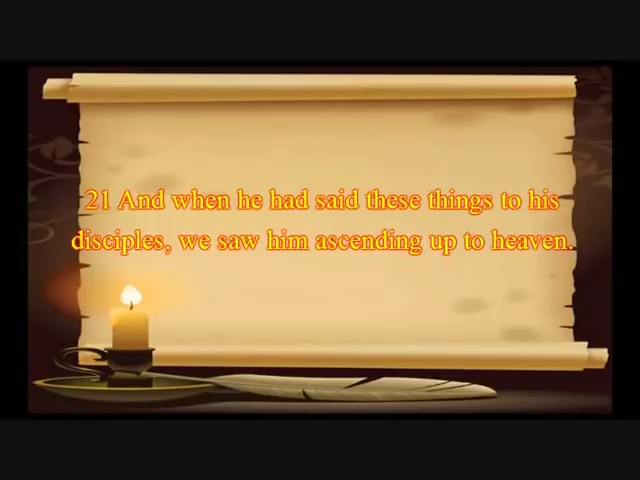 21 And when he had said these things to his
disciples, we saw him ascending up to heaven.